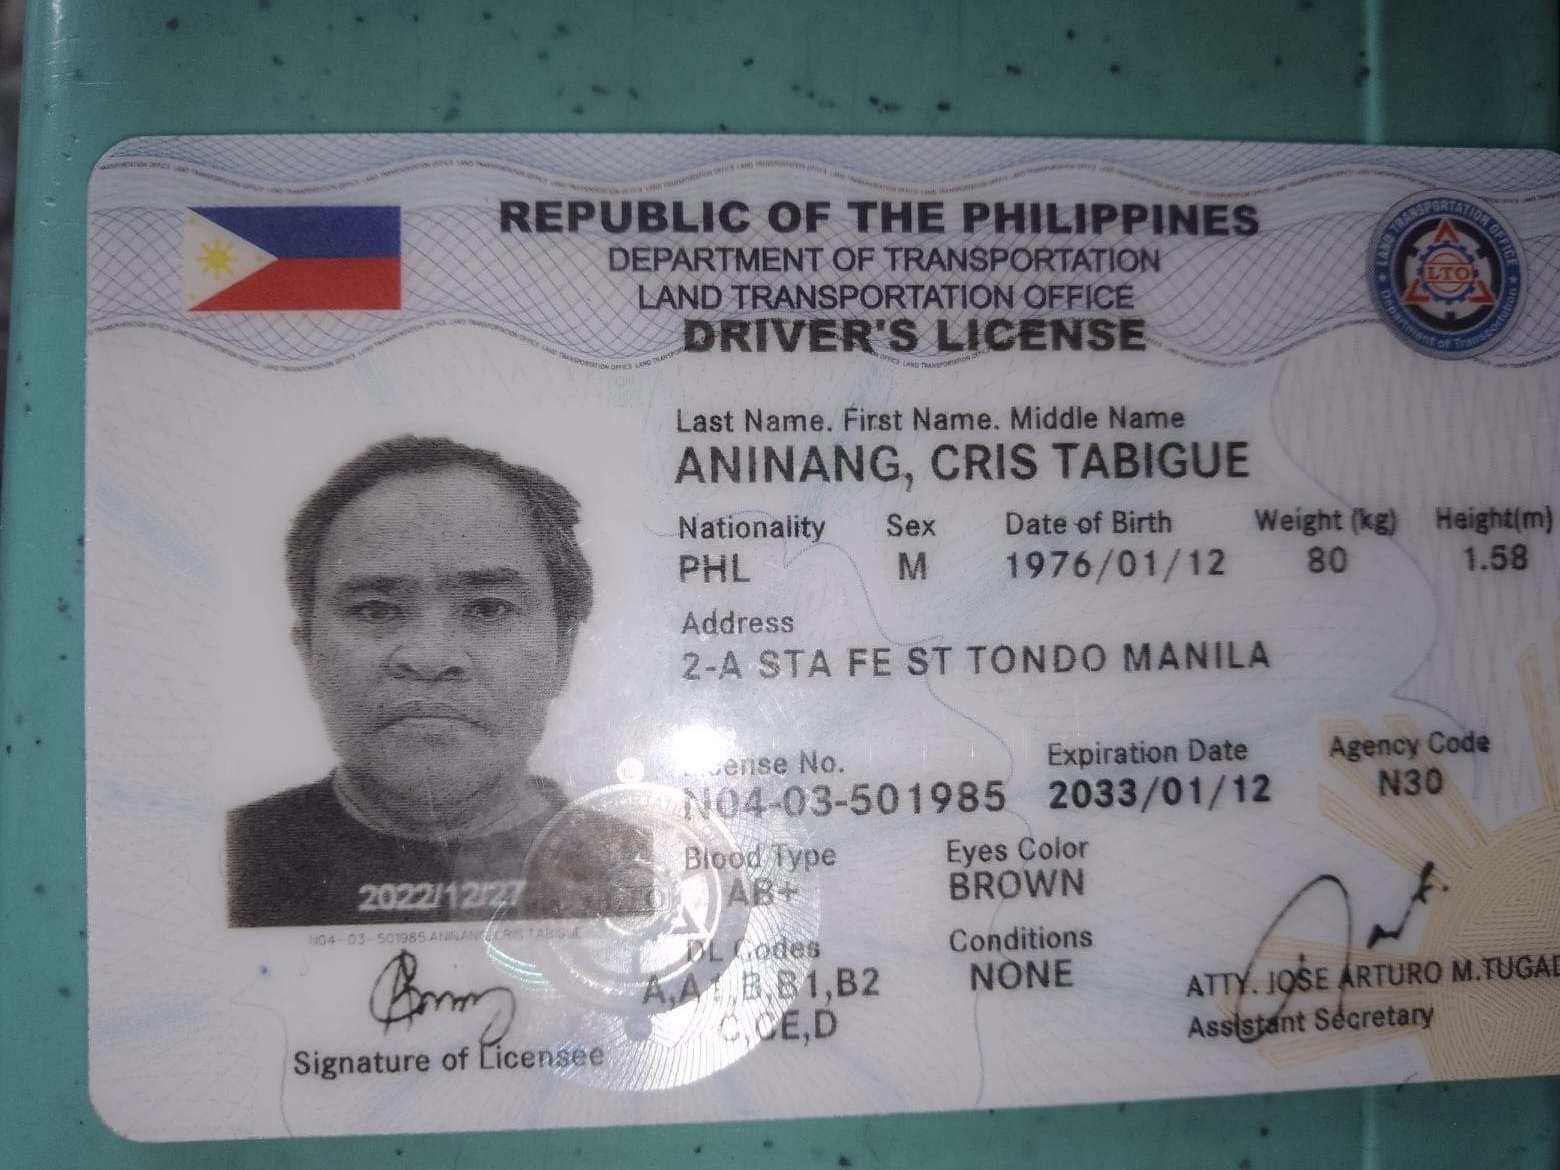 REPUBLIC OF THE PHILIPPINES
DEPARTMENT OF TRANSPORTATION
LAND TRANSPORTATION OFFICE
DRIVER'S LICENSE
LAND TRANSPORTATION OFFICE
LTO
Department of Transportation
Last Name. First Name. Middle Name
ANINANG, CRIS TABIGUE
Nationality Sex Date of Birth Weight (kg) Height(m)
PHL M 1976/01/12 80 1.58
Address
2-A STA FE ST TONDO MANILA
License No. Expiration Date Agency Code
N04-03-501985 2033/01/12 N30
Blood Type Eyes Color
AB+ BROWN
DL Codes Conditions
A,A1,B,B1,B2 NONE
C,CE,D
2022/12/27
N04-03-501985 ANINANG CRIS TABIGUE
Signature of Licensee
ATTY. JOSE ARTURO M.TUGAD
Assistant Secretary